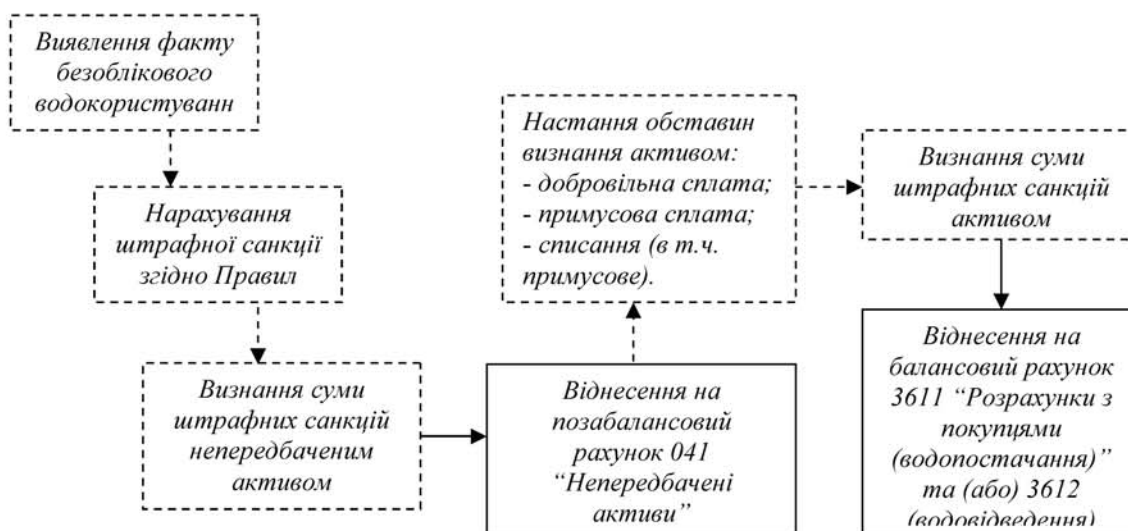 Виявлення факту
безоблікового
водокористуванн
Нарахування
штрафної санкції
згідно Правил
Визнання суми
штрафних санкцій
непередбаченим
активом
Віднесення на
позабалансовий
рахунок 041
“Непередбачені
активи”
Настання обставин
визнання активом:
- добровільна сплата;
- примусова сплата;
- списання (в т.ч.
примусове).
Визнання суми
штрафних санкцій
активом
Віднесення на
балансовий рахунок
3611 “Розрахунки з
покупцями
(водопостачання)”
та (або) 3612
(водовідведення)